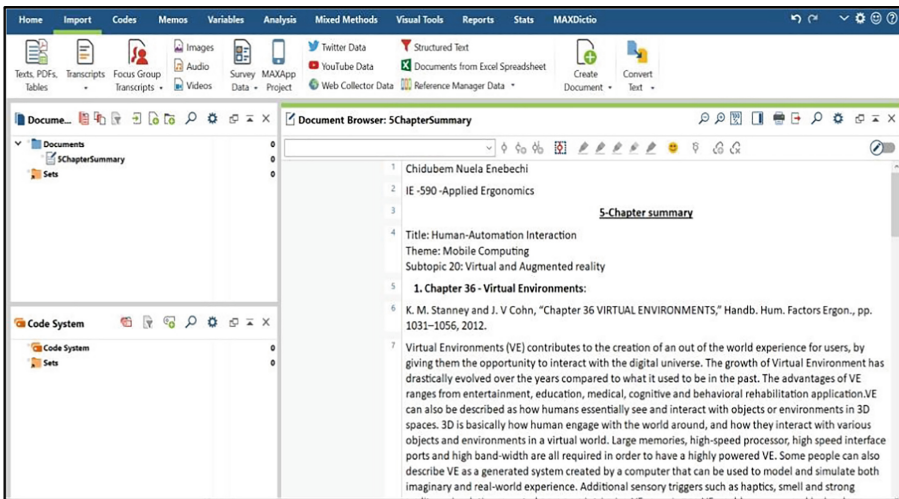 Home Import Codes Memos Variables Analysis Mixed Methods Visual Tools Reports Stats MAXDictio
Texts, PDFs, Tables
Transcripts
Focus Group Transcripts
Images
Audio
Videos
Survey Data
MAXApp Project
Twitter Data
YouTube Data
Web Collector Data
Structured Text
Documents from Excel Spreadsheet
Reference Manager Data
Create Document
Convert Text
Docume...
Documents 0
5ChapterSummary 0
Sets 0
Code System
Code System 0
Sets 0
Document Browser: 5ChapterSummary
1 Chidubem Nuela Enebechi
2 IE -590 -Applied Ergonomics
3 5-Chapter summary
4 Title: Human-Automation Interaction
Theme: Mobile Computing
Subtopic 20: Virtual and Augmented reality
5 1. Chapter 36 - Virtual Environments:
6 K. M. Stanney and J. V Cohn, “Chapter 36 VIRTUAL ENVIRONMENTS,” Handb. Hum. Factors Ergon., pp.
1031–1056, 2012.
7 Virtual Environments (VE) contributes to the creation of an out of the world experience for users, by
giving them the opportunity to interact with the digital universe. The growth of Virtual Environment has
drastically evolved over the years compared to what it used to be in the past. The advantages of VE
ranges from entertainment, education, medical, cognitive and behavioral rehabilitation application.VE
can also be described as how humans essentially see and interact with objects or environments in 3D
spaces. 3D is basically how human engage with the world around, and how they interact with various
objects and environments in a virtual world. Large memories, high-speed processor, high speed interface
ports and high band-width are all required in order to have a highly powered VE. Some people can also
describe VE as a generated system created by a computer that can be used to model and simulate both
imaginary and real-world experience. Additional sensory triggers such as haptics, smell and strong